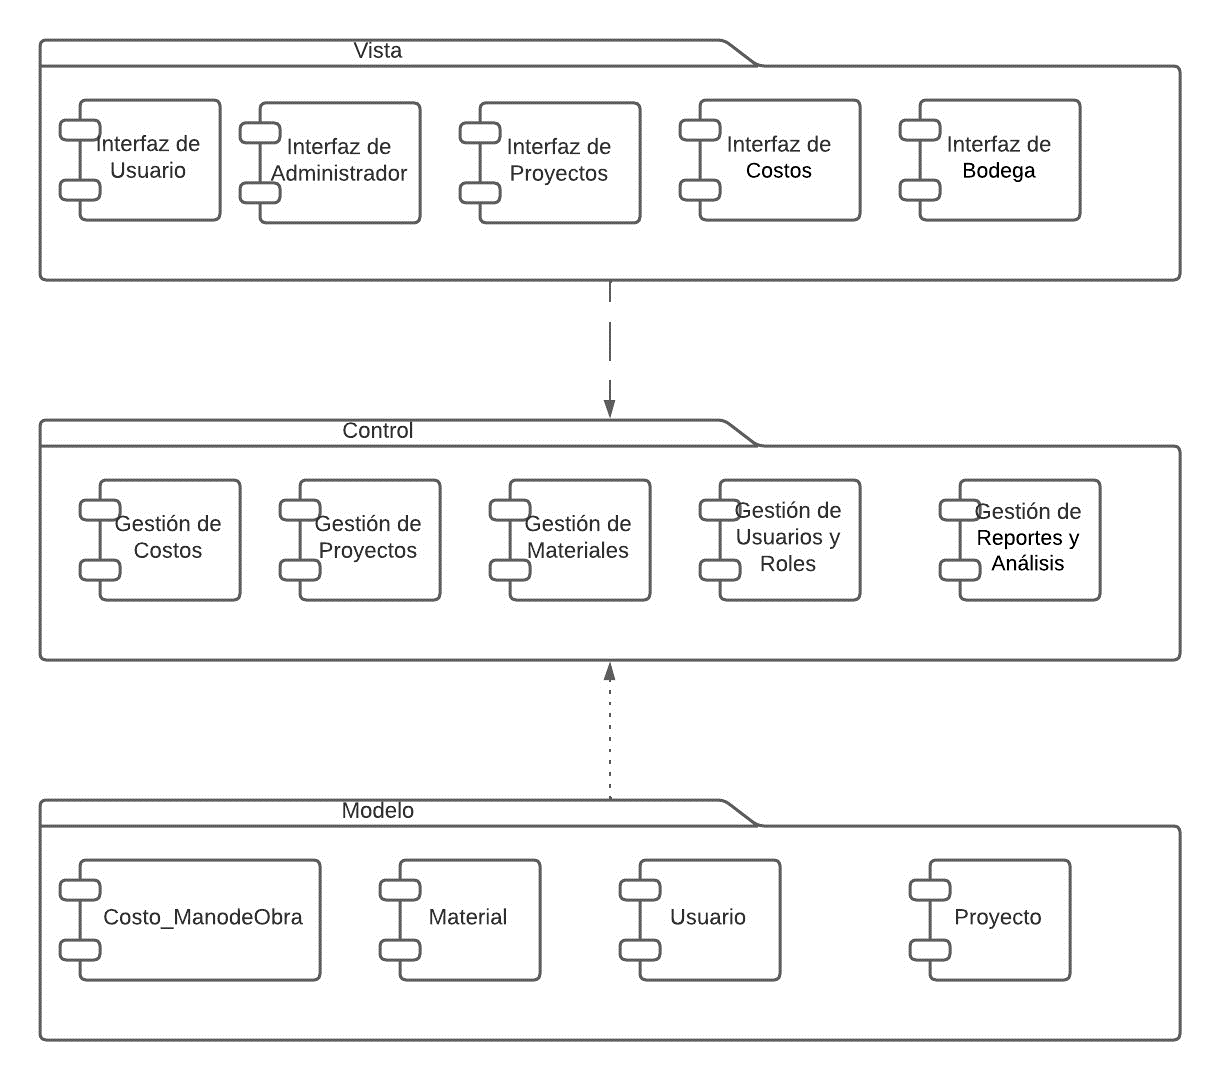 Vista
Interfaz de
Usuario
Interfaz de
Administrador
Interfaz de
Proyectos
Interfaz de
Costos
Interfaz de
Bodega
Control
Gestión de
Costos
Gestión de
Proyectos
Gestión de
Materiales
Gestión de
Usuarios y
Roles
Gestión de
Reportes y
Análisis
Modelo
Costo_ManodeObra
Material
Usuario
Proyecto